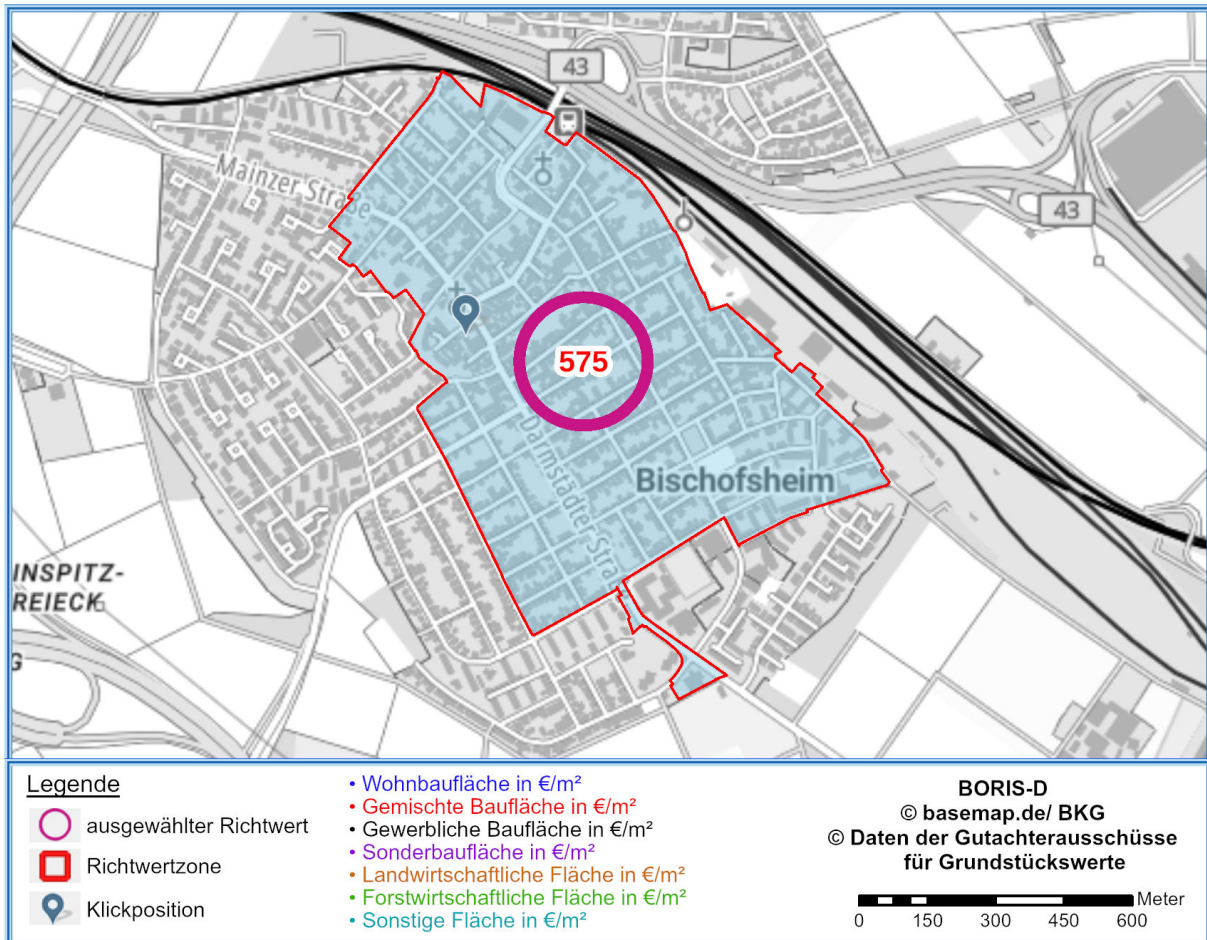 43
Mainzer Straße
43
575
Darmstädter Straß
Bischofsheim
INSPITZ-
REIECK
G
Legende
ausgewählter Richtwert
Richtwertzone
Klickposition
• Wohnbaufläche in €/m²
• Gemischte Baufläche in €/m²
• Gewerbliche Baufläche in €/m²
• Sonderbaufläche in €/m²
• Landwirtschaftliche Fläche in €/m²
• Forstwirtschaftliche Fläche in €/m²
• Sonstige Fläche in €/m²
BORIS-D
© basemap.de/ BKG
© Daten der Gutachterausschüsse
für Grundstückswerte
Meter
0 150 300 450 600